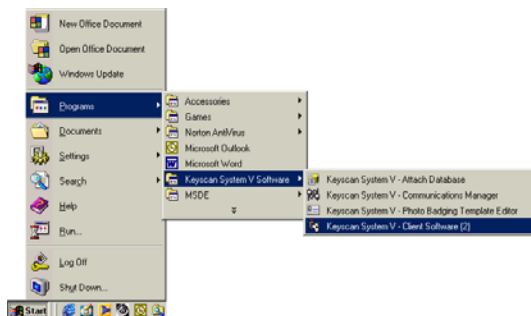 New Office Document
Open Office Document
Windows Update
Programs
Documents
Settings
Search
Help
Run...
Log Off
Shut Down...
Start
Accessories
Games
Norton AntiVirus
Microsoft Outlook
Microsoft Word
Keyscan System V Software
MSDE
Keyscan System V - Attach Database
Keyscan System V - Communications Manager
Keyscan System V - Photo Badging Template Editor
Keyscan System V - Client Software (2)